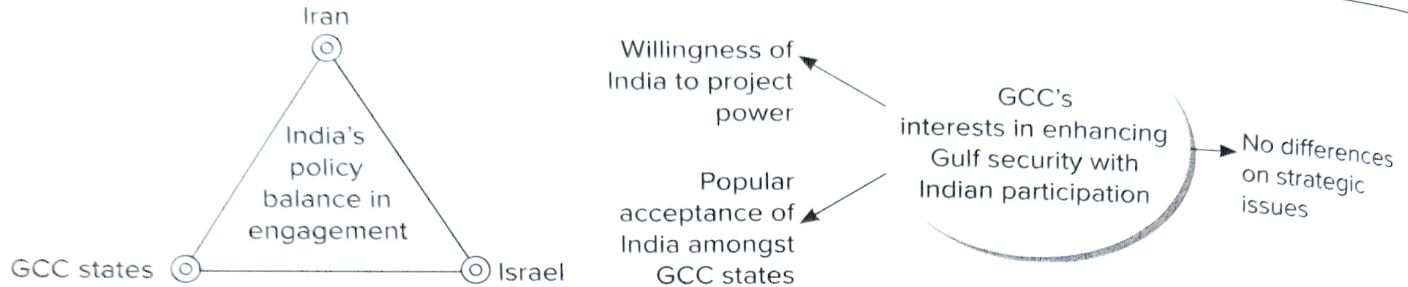 Iran
India's
policy
balance in
engagement
GCC states
Israel
Willingness of
India to project
power
Popular
acceptance of
India amongst
GCC states
GCC's
interests in enhancing
Gulf security with
Indian participation
No differences
on strategic
issues